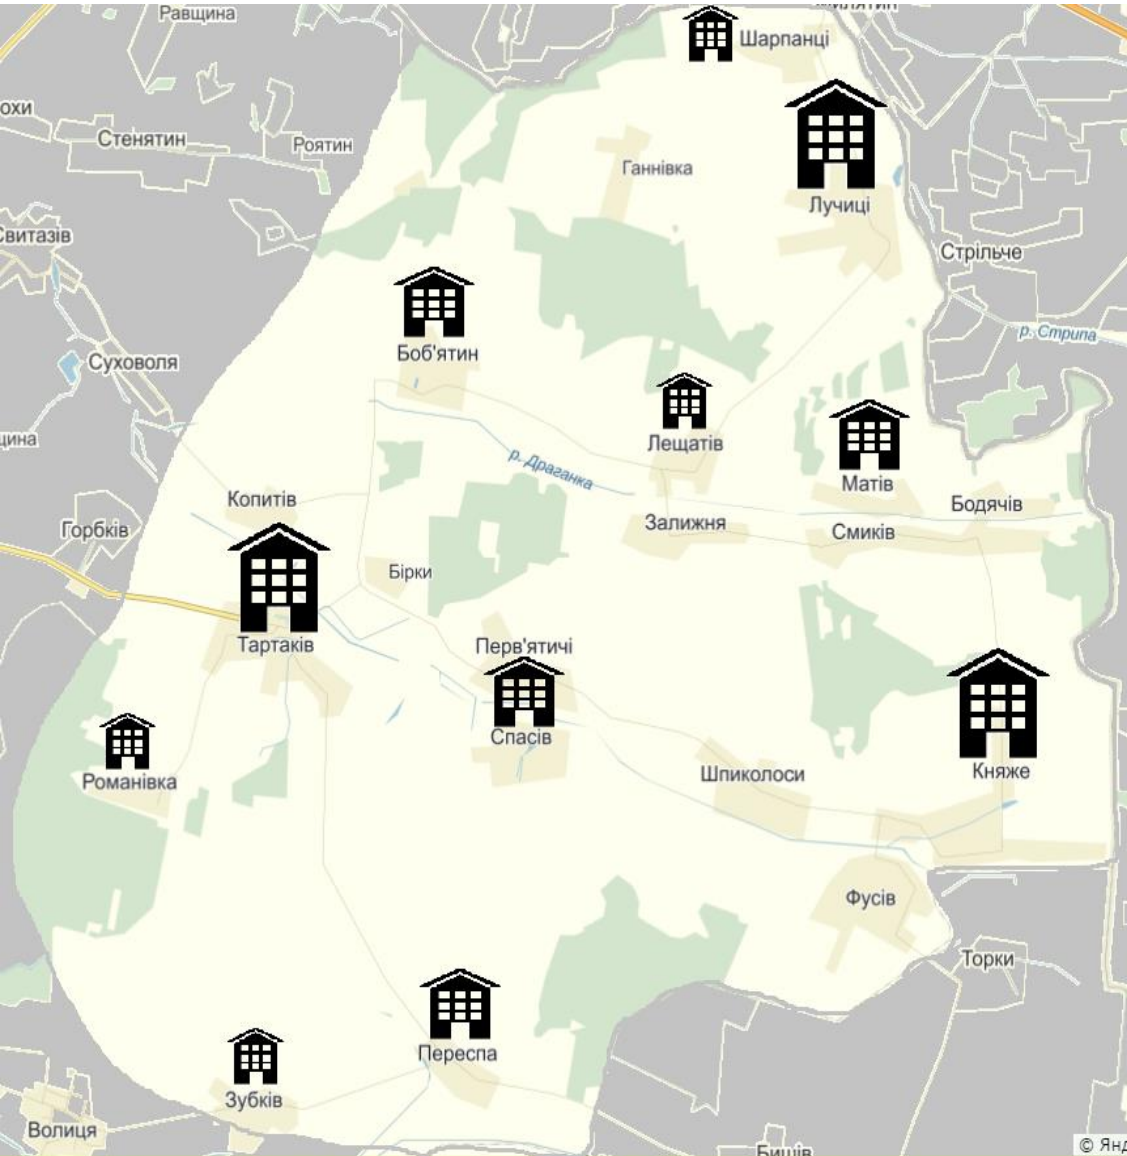 Равщина
Шарпанці
Стенятин
Роятин
Ганнівка
Лучиці
Стрільче
р. Стрипа
Боб'ятин
Суховоля
Лещатів
Матів
р. Драганка
Копитів
Бодячів
Залижня
Смиків
Горбків
Бірки
Тартаків
Перв'ятичі
Спасів
Княже
Шпиколоси
Романівка
Фусів
Торки
Переспа
Зубків
Волиця